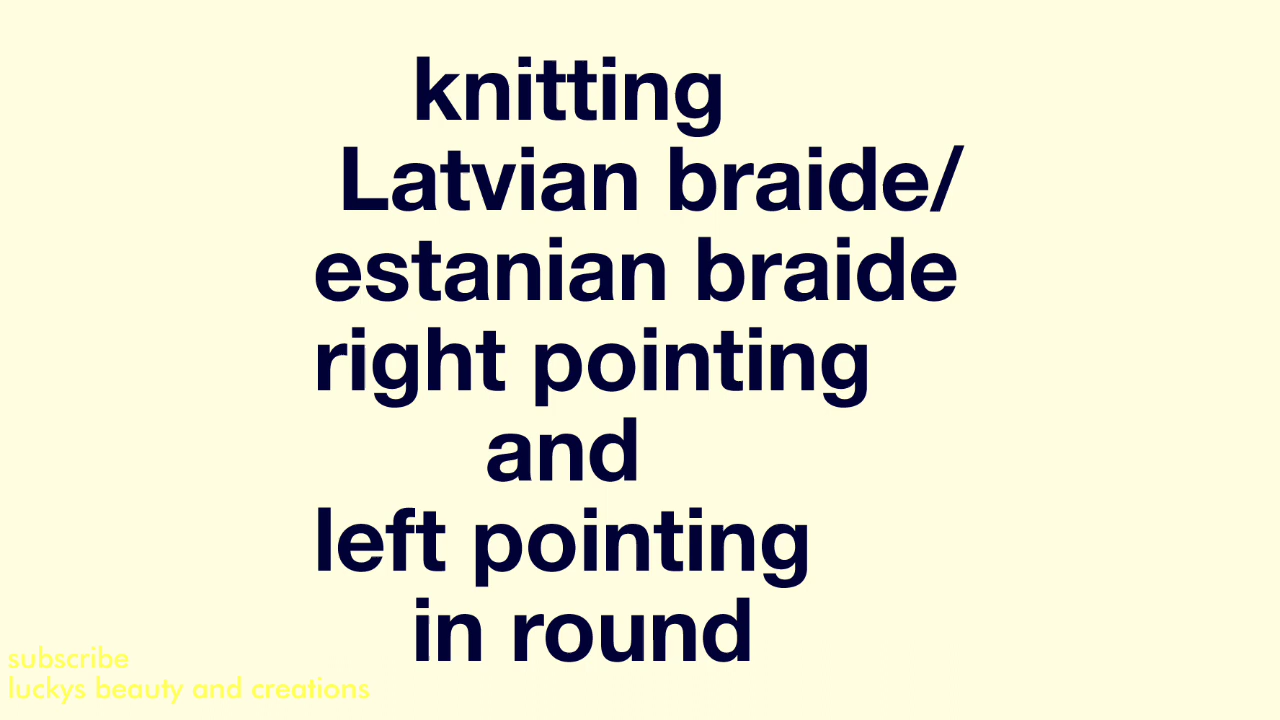 knitting
Latvian braide/
estanian braide
right pointing
and
left pointing
in round
subscribe
luckys beauty and creations